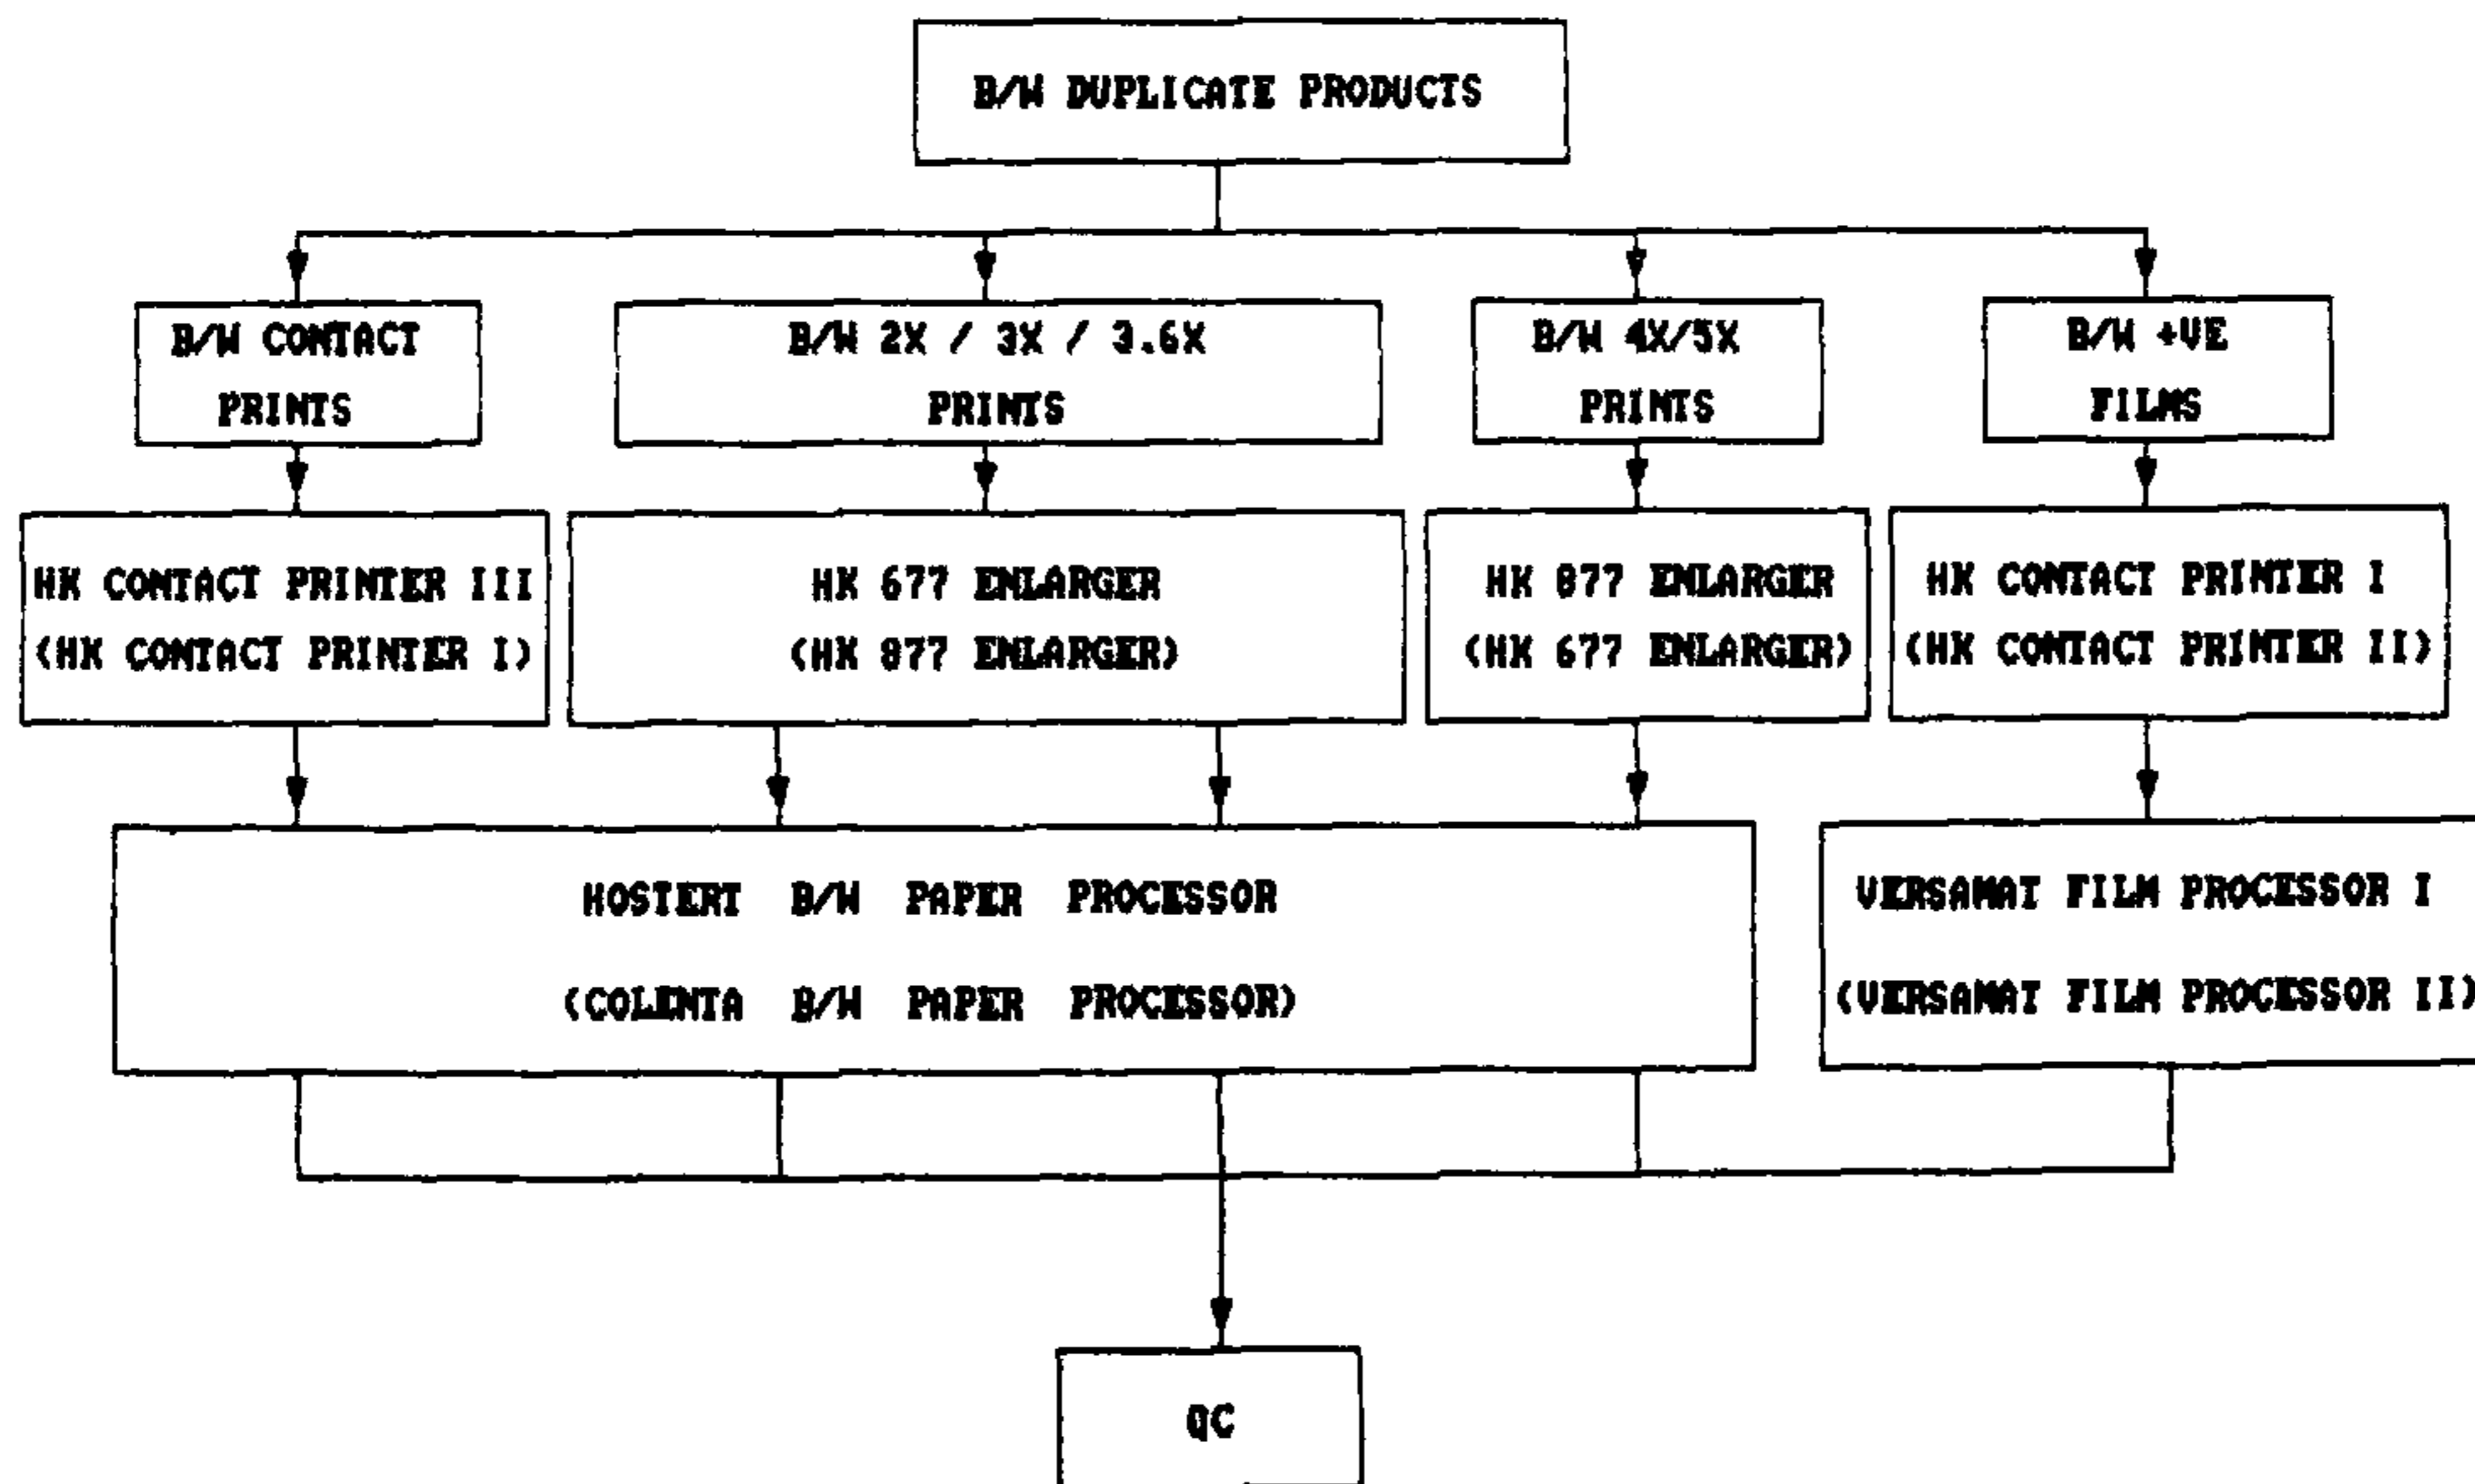 B/W DUPLICATE PRODUCTS
B/W CONTACT
PRINTS
B/W 2X / 3X / 3.6X
PRINTS
B/W 4X/5X
PRINTS
B/W +VE
FILMS
HK CONTACT PRINTER III
(HK CONTACT PRINTER I)
HK 677 ENLARGER
(HK 877 ENLARGER)
HK 877 ENLARGER
(HK 677 ENLARGER)
HK CONTACT PRINTER I
(HK CONTACT PRINTER II)
HOSTERT B/W PAPER PROCESSOR
(COLENTA B/W PAPER PROCESSOR)
VERSAMAT FILM PROCESSOR I
(VERSAMAT FILM PROCESSOR II)
QC